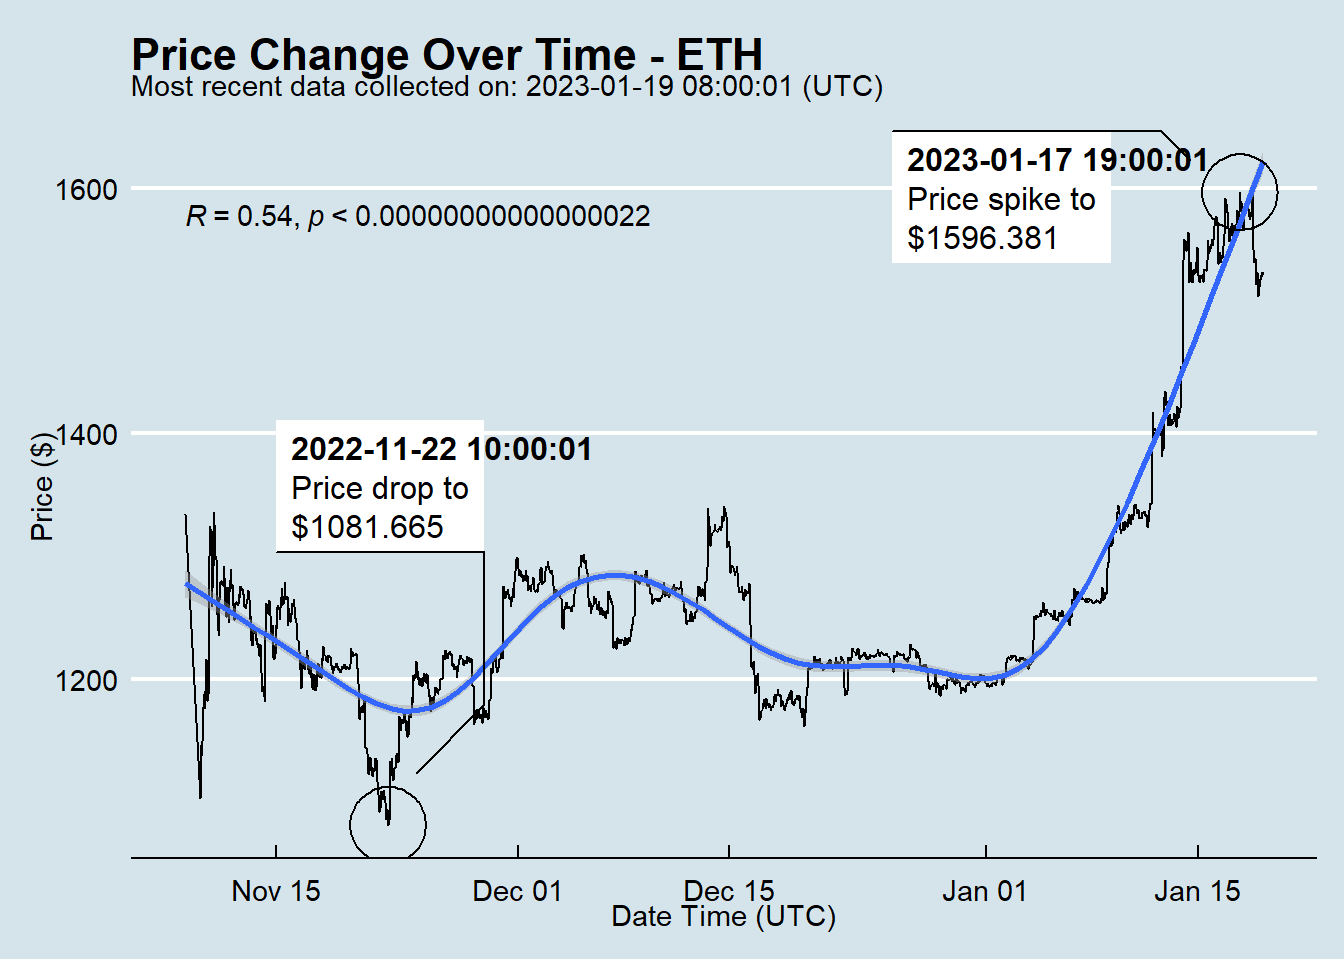 Price Change Over Time - ETH
Most recent data collected on: 2023-01-19 08:00:01 (UTC)
2023-01-17 19:00:01
Price spike to
$1596.381
R = 0.54, p < 0.00000000000000022
2022-11-22 10:00:01
Price drop to
$1081.665
Price ($)
1600
1400
1200
Nov 15 Dec 01 Dec 15 Jan 01 Jan 15
Date Time (UTC)